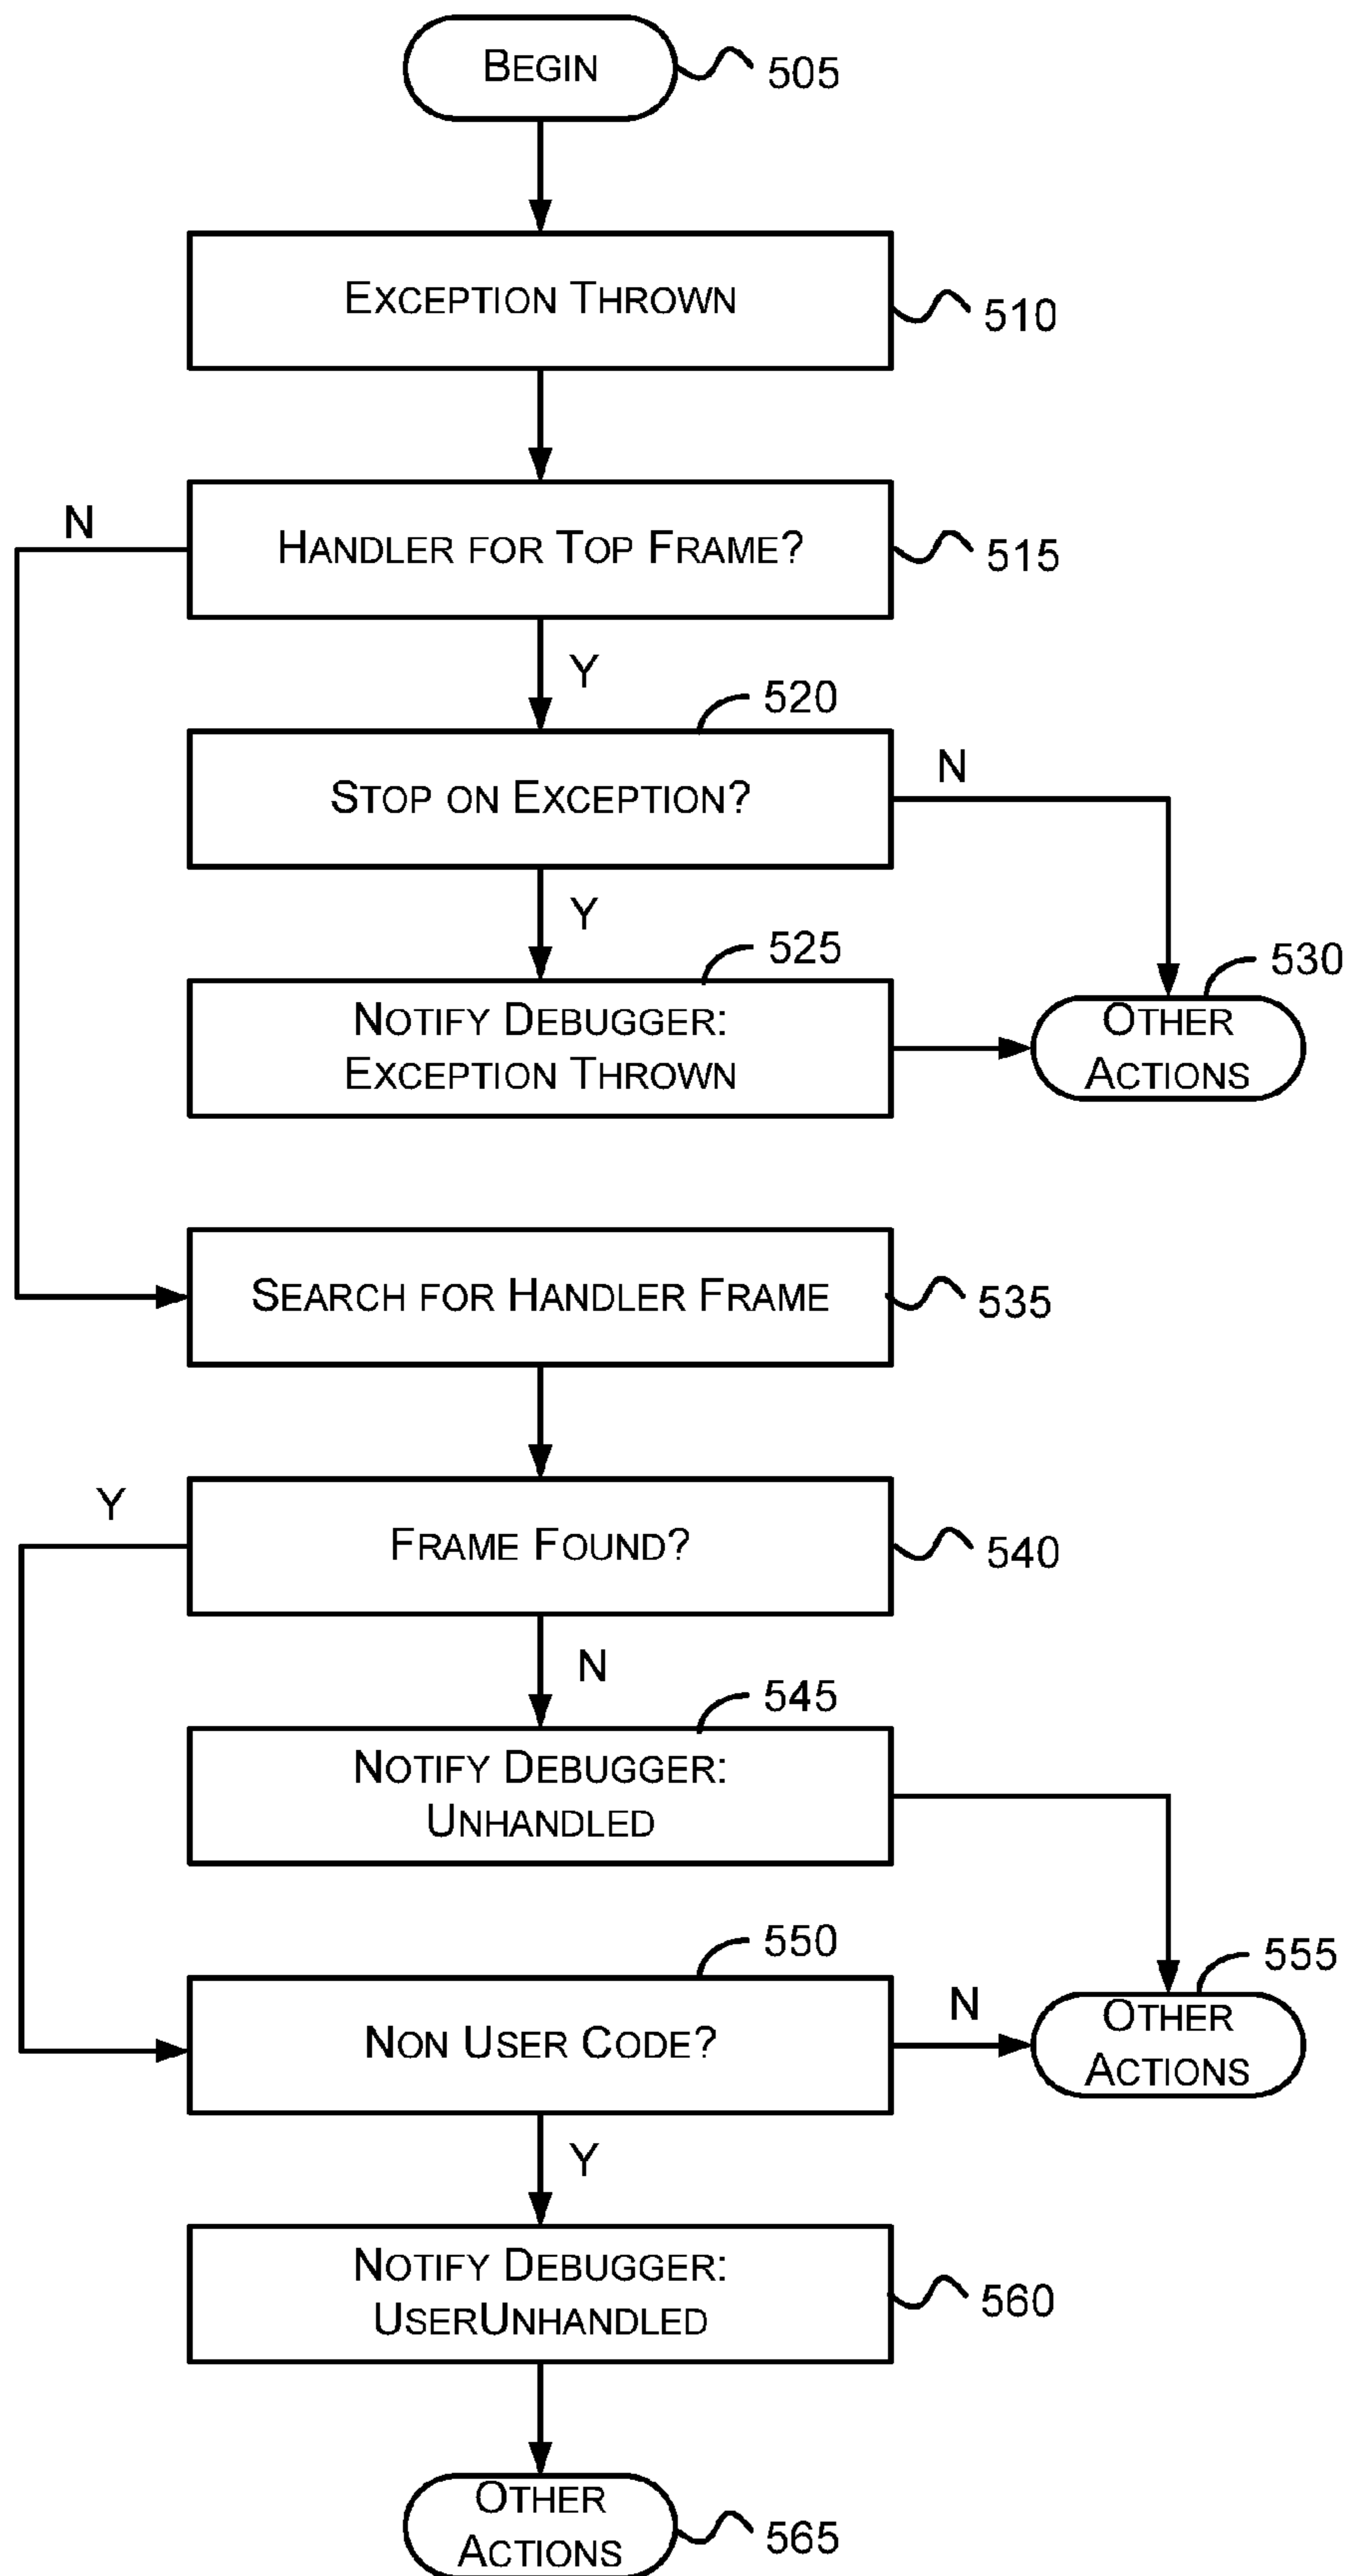 BEGIN
505
EXCEPTION THROWN
510
N
HANDLER FOR TOP FRAME?
515
Y
520
STOP ON EXCEPTION?
N
Y
525
NOTIFY DEBUGGER:
EXCEPTION THROWN
530
OTHER
ACTIONS
SEARCH FOR HANDLER FRAME
535
Y
FRAME FOUND?
540
N
545
NOTIFY DEBUGGER:
UNHANDLED
550
NON USER CODE?
N
555
OTHER
ACTIONS
Y
NOTIFY DEBUGGER:
USERUNHANDLED
560
OTHER
ACTIONS
565